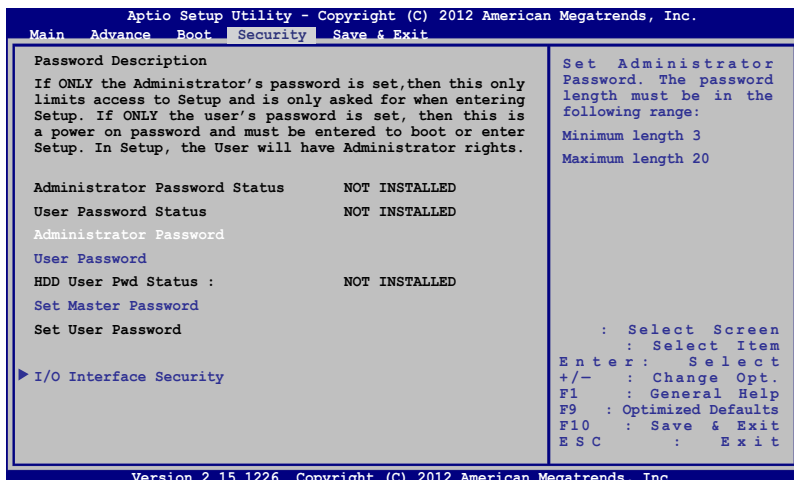 Aptio Setup Utility - Copyright (C) 2012 American Megatrends, Inc.
Main Advance Boot Security Save & Exit
Password Description
If ONLY the Administrator's password is set,then this only
limits access to Setup and is only asked for when entering
Setup. If ONLY the user's password is set, then this is
a power on password and must be entered to boot or enter
Setup. In Setup, the User will have Administrator rights.
Administrator Password Status NOT INSTALLED
User Password Status NOT INSTALLED
Administrator Password
User Password
HDD User Pwd Status : NOT INSTALLED
Set Master Password
Set User Password
I/O Interface Security
Set Administrator
Password. The password
length must be in the
following range:
Minimum length 3
Maximum length 20
: Select Screen
: Select Item
Enter: Select
+/— : Change Opt.
F1 : General Help
F9 : Optimized Defaults
F10 : Save & Exit
ESC : Exit
Version 2.15.1226. Copyright (C) 2012 American Megatrends, Inc.